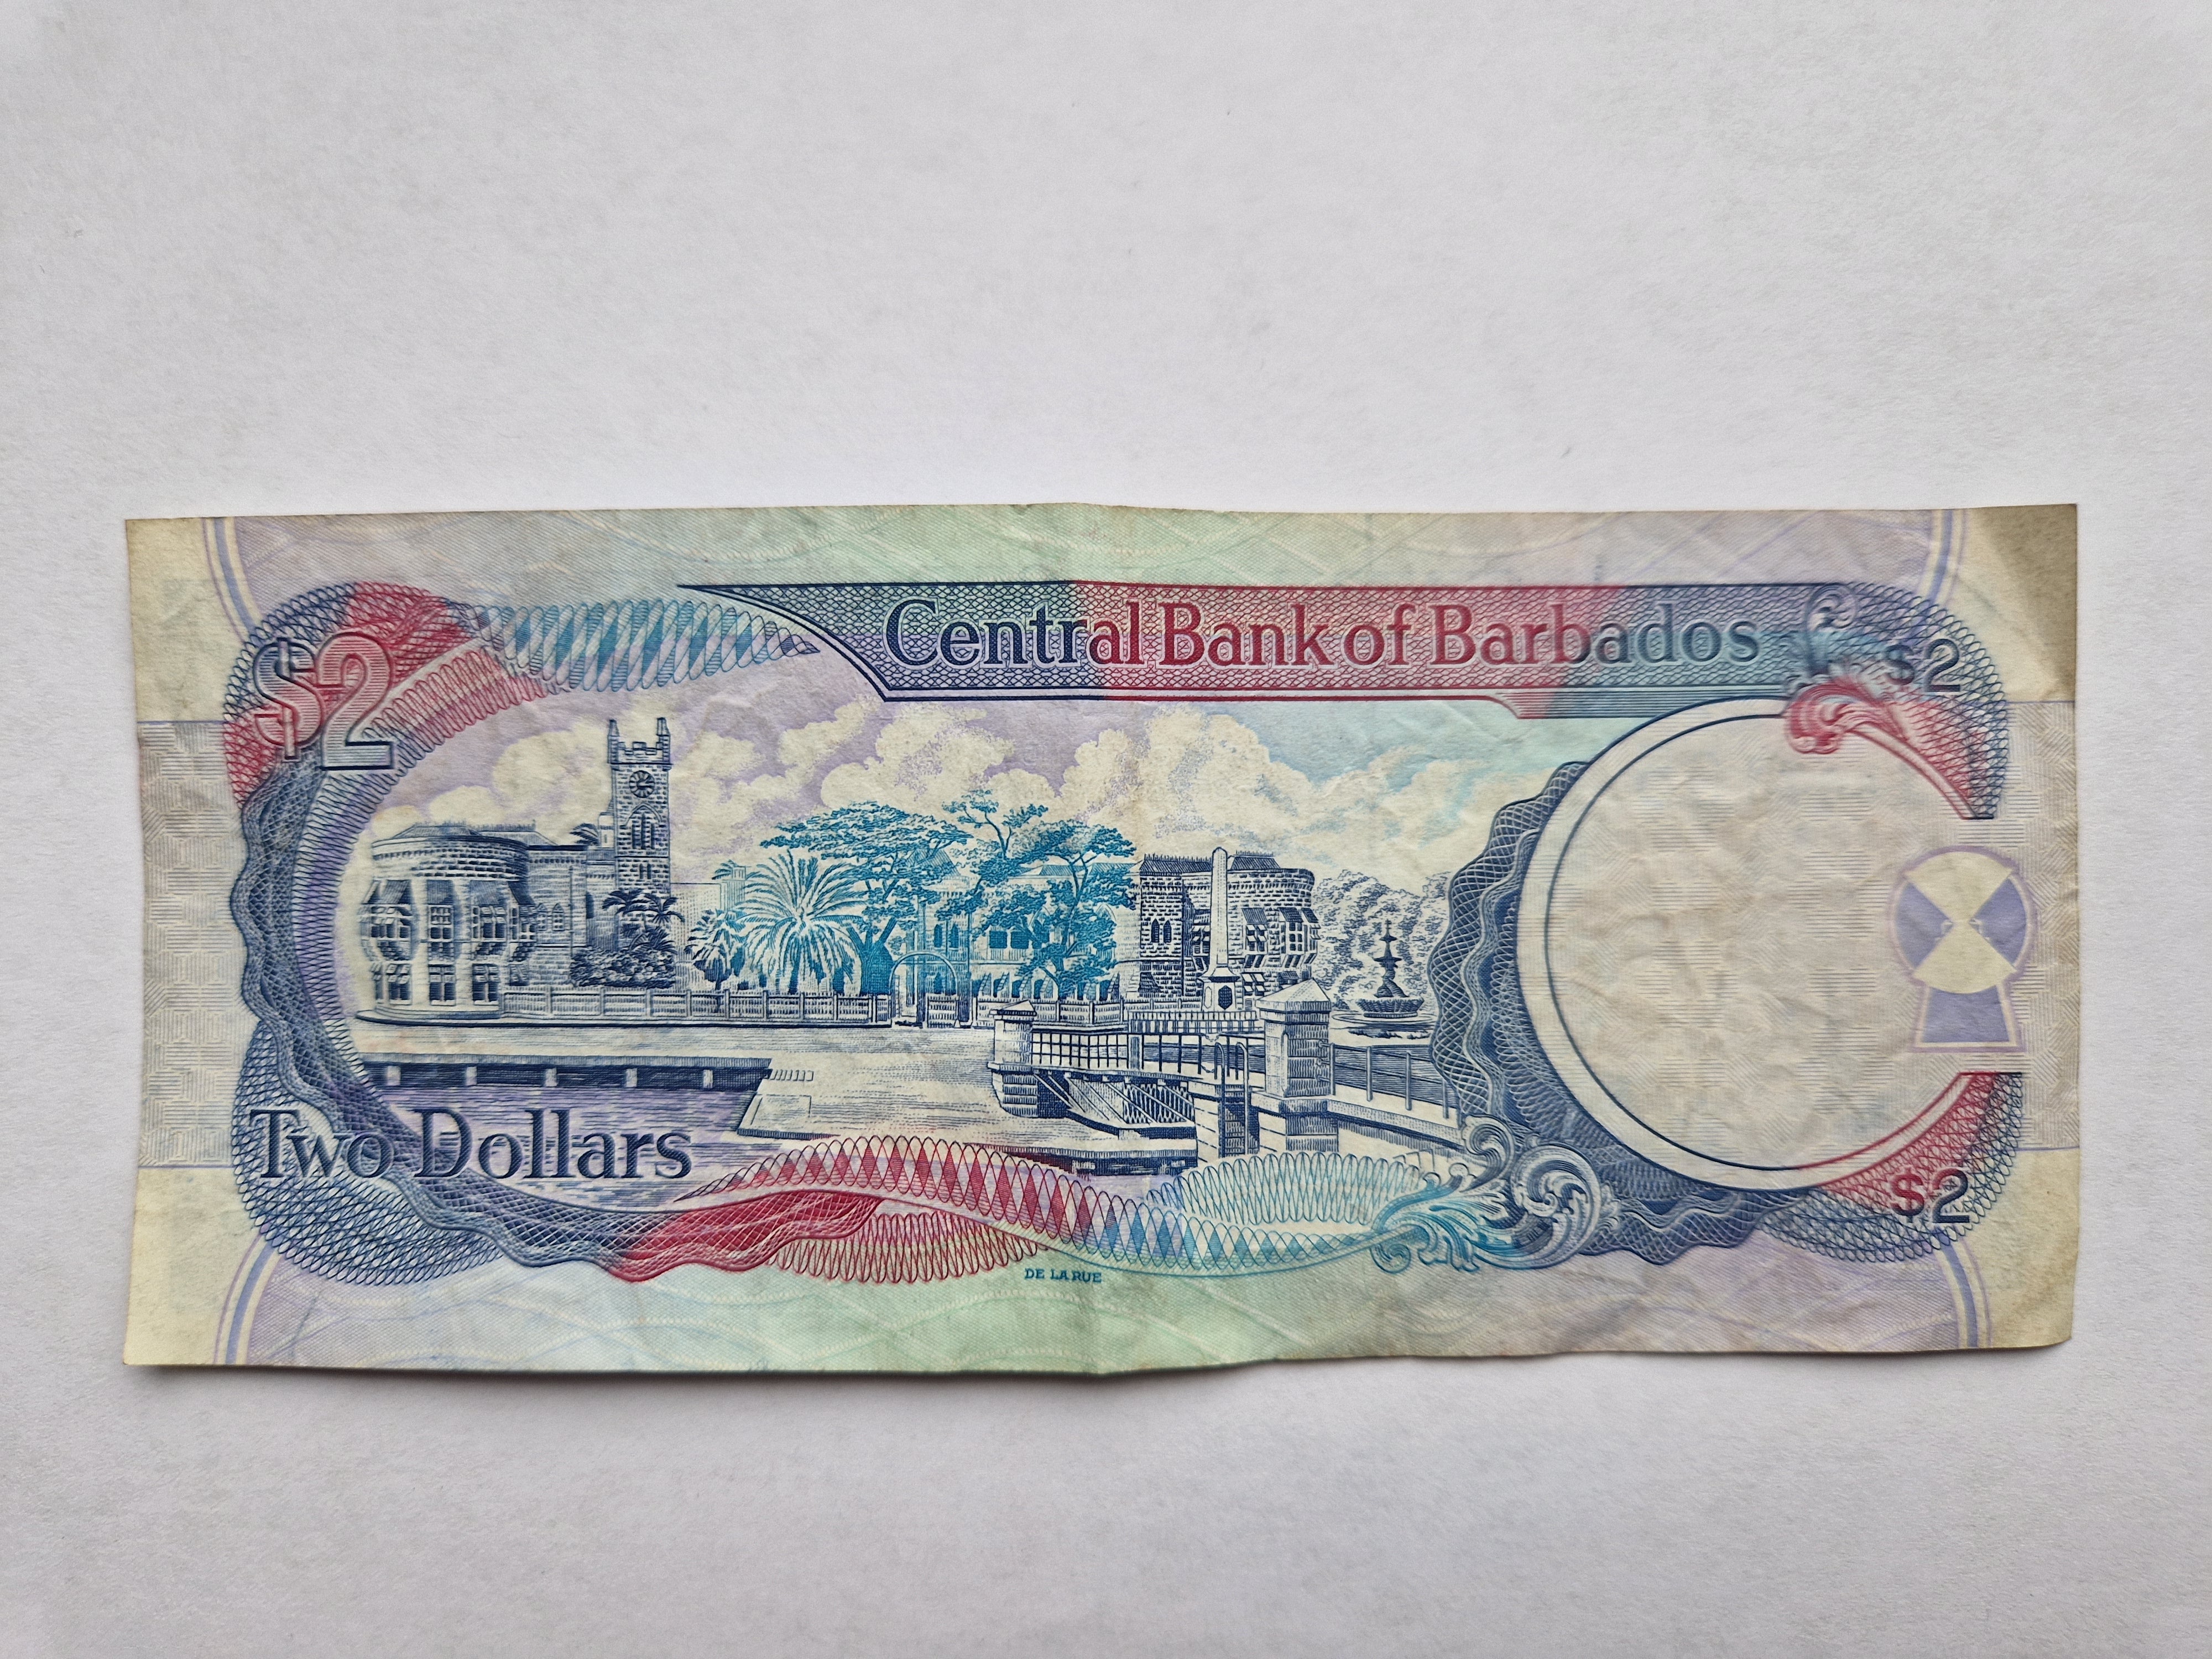 Central Bank of Barbados
$2
$2
Two Dollars
$2
DE LA RUE